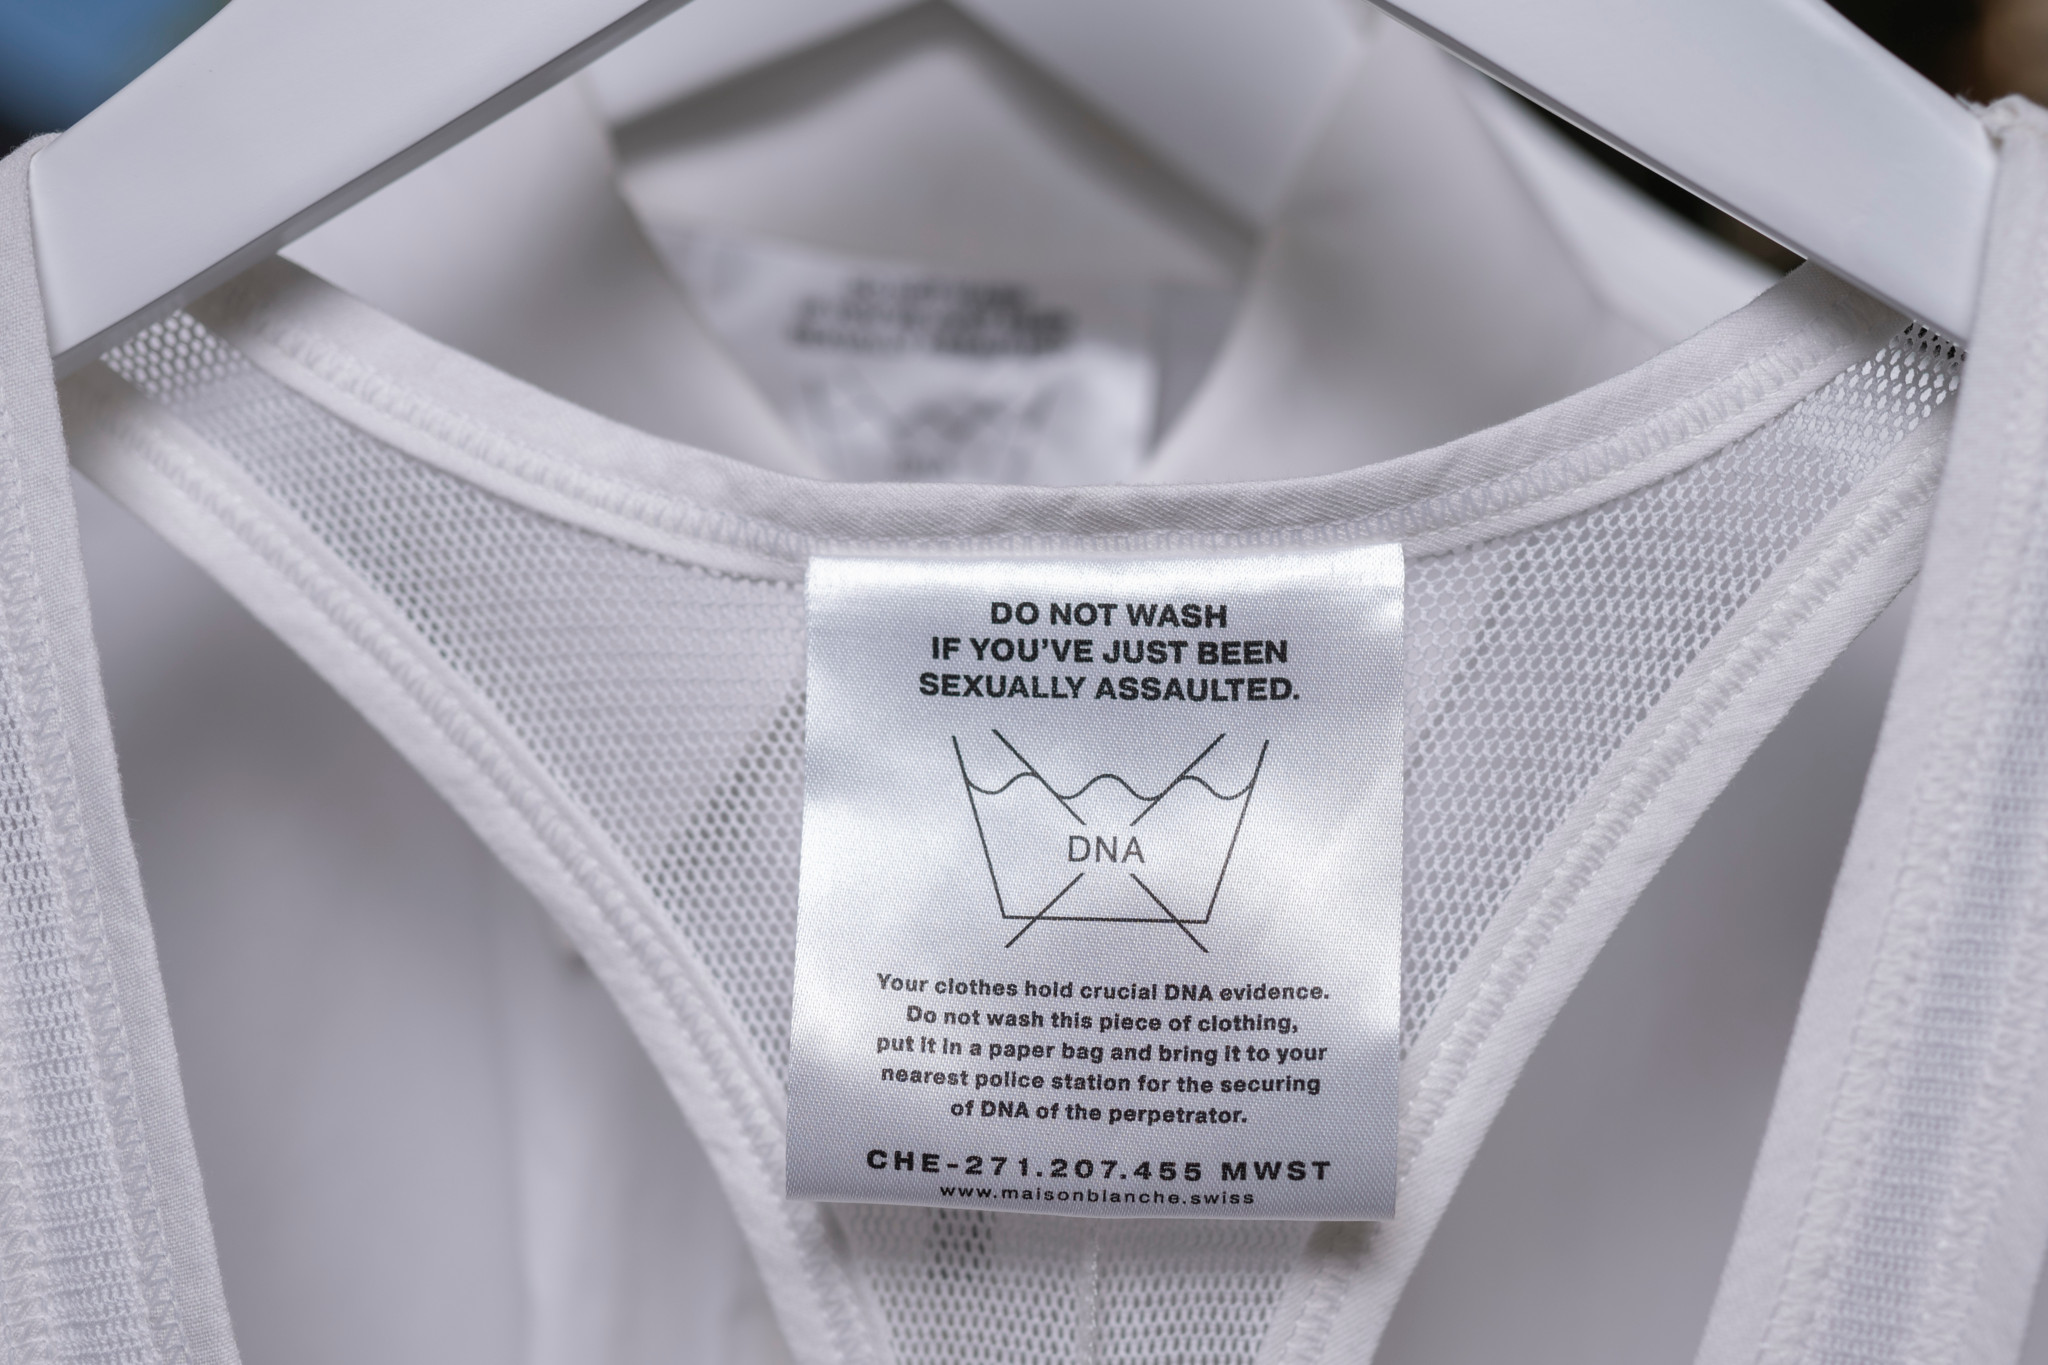 DO NOT WASH
IF YOU'VE JUST BEEN
SEXUALLY ASSAULTED.
DNA
Your clothes hold crucial DNA evidence.
Do not wash this piece of clothing,
put it in a paper bag and bring it to your
nearest police station for the securing
of DNA of the perpetrator.
CHE-271.207.455 MWST
www.maisonblanche.swiss